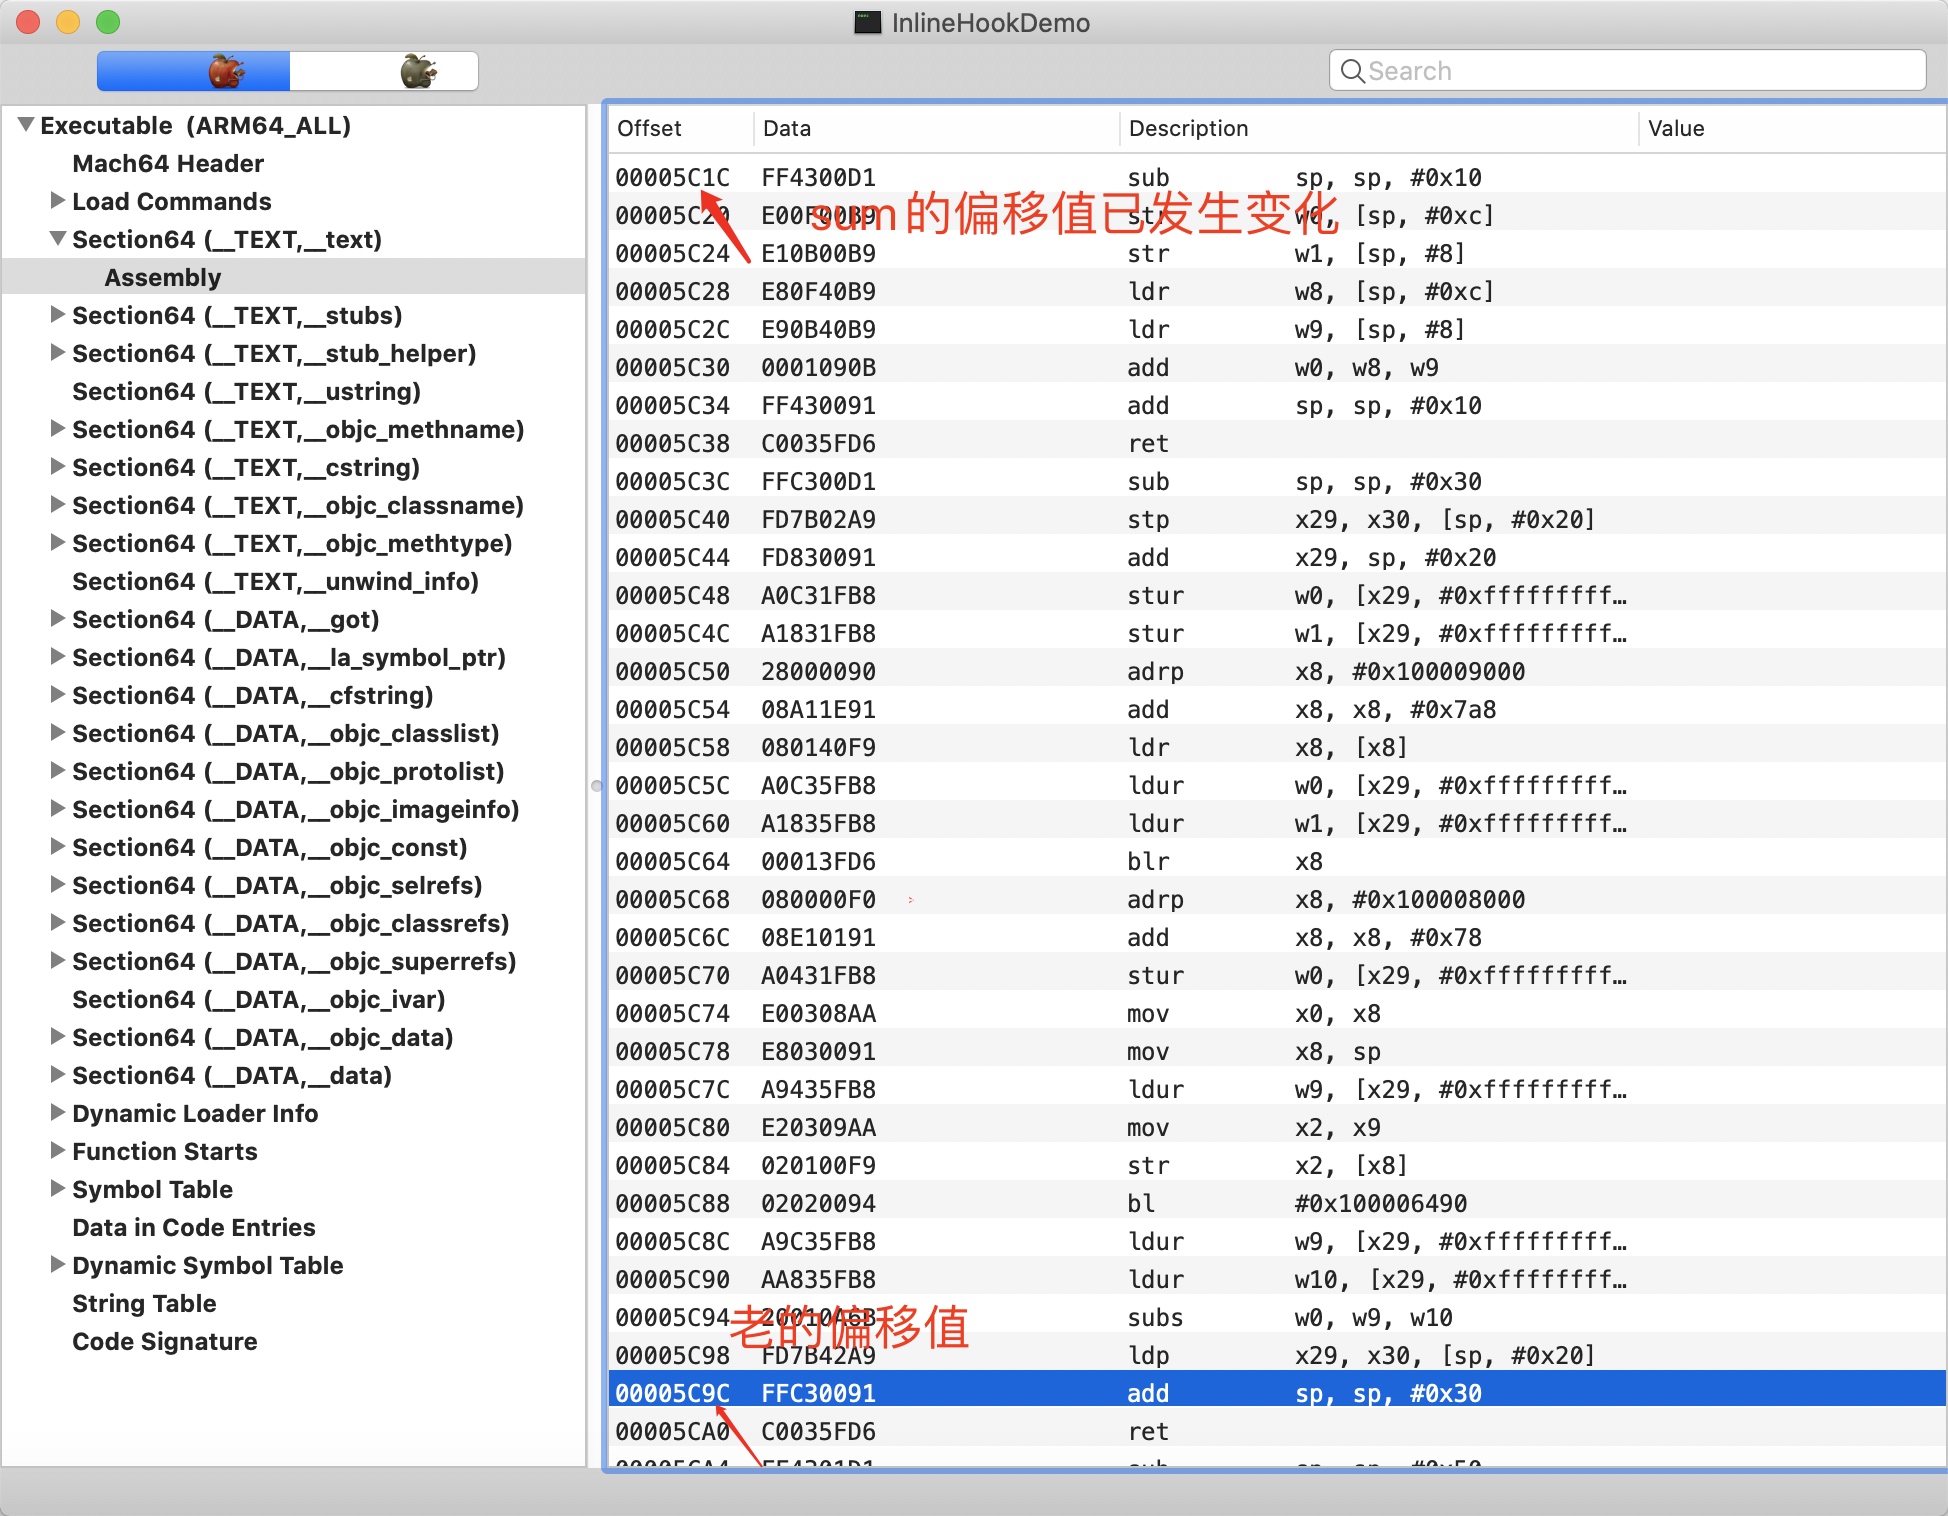 InlineHookDemo
Search
Executable (ARM64_ALL)
Mach64 Header
Load Commands
Section64 (__TEXT,__text)
Assembly
Section64 (__TEXT,__stubs)
Section64 (__TEXT,__stub_helper)
Section64 (__TEXT,__ustring)
Section64 (__TEXT,__objc_methname)
Section64 (__TEXT,__cstring)
Section64 (__TEXT,__objc_classname)
Section64 (__TEXT,__objc_methtype)
Section64 (__TEXT,__unwind_info)
Section64 (__DATA,__got)
Section64 (__DATA,__la_symbol_ptr)
Section64 (__DATA,__cfstring)
Section64 (__DATA,__objc_classlist)
Section64 (__DATA,__objc_protolist)
Section64 (__DATA,__objc_imageinfo)
Section64 (__DATA,__objc_const)
Section64 (__DATA,__objc_selrefs)
Section64 (__DATA,__objc_classrefs)
Section64 (__DATA,__objc_superrefs)
Section64 (__DATA,__objc_ivar)
Section64 (__DATA,__objc_data)
Section64 (__DATA,__data)
Dynamic Loader Info
Function Starts
Symbol Table
Data in Code Entries
Dynamic Symbol Table
String Table
Code Signature
Offset Data Description Value
00005C1C FF4300D1 sub sp, sp, #0x10
sum的偏移值已发生变化
00005C20 E00F00B9 str w0, [sp, #0xc]
00005C24 E10B00B9 str w1, [sp, #8]
00005C28 E80F40B9 ldr w8, [sp, #0xc]
00005C2C E90B40B9 ldr w9, [sp, #8]
00005C30 0001090B add w0, w8, w9
00005C34 FF430091 add sp, sp, #0x10
00005C38 C0035FD6 ret
00005C3C FFC300D1 sub sp, sp, #0x30
00005C40 FD7B02A9 stp x29, x30, [sp, #0x20]
00005C44 FD830091 add x29, sp, #0x20
00005C48 A0C31FB8 stur w0, [x29, #0xfffffffff…
00005C4C A1831FB8 stur w1, [x29, #0xfffffffff…
00005C50 28000090 adrp x8, #0x100009000
00005C54 08A11E91 add x8, x8, #0x7a8
00005C58 080140F9 ldr x8, [x8]
00005C5C A0C35FB8 ldur w0, [x29, #0xfffffffff…
00005C60 A1835FB8 ldur w1, [x29, #0xfffffffff…
00005C64 00013FD6 blr x8
00005C68 080000F0 adrp x8, #0x100008000
00005C6C 08E10191 add x8, x8, #0x78
00005C70 A0431FB8 stur w0, [x29, #0xfffffffff…
00005C74 E00308AA mov x0, x8
00005C78 E8030091 mov x8, sp
00005C7C A9435FB8 ldur w9, [x29, #0xfffffffff…
00005C80 E20309AA mov x2, x9
00005C84 020100F9 str x2, [x8]
00005C88 02020094 bl #0x100006490
00005C8C A9C35FB8 ldur w9, [x29, #0xfffffffff…
00005C90 AA835FB8 ldur w10, [x29, #0xffffffff…
00005C94 20010A6B subs w0, w9, w10
老的偏移值
00005C98 FD7B42A9 ldp x29, x30, [sp, #0x20]
00005C9C FFC30091 add sp, sp, #0x30
00005CA0 C0035FD6 ret